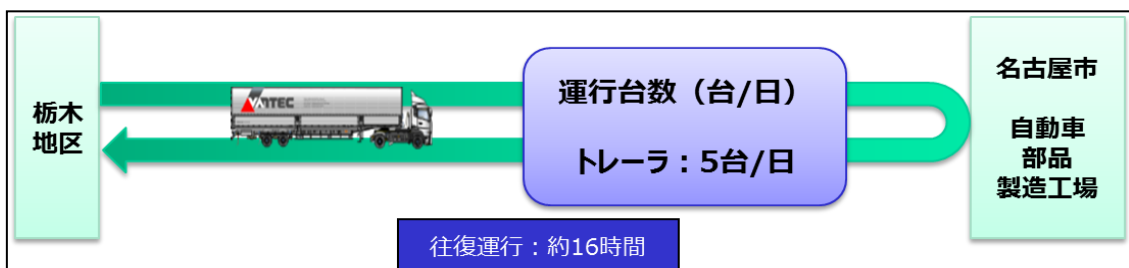 栃木
地区
VANTEC
運行台数（台/日）
トレーラ：5台/日
名古屋市
自動車
部品
製造工場
往復運行：約16時間